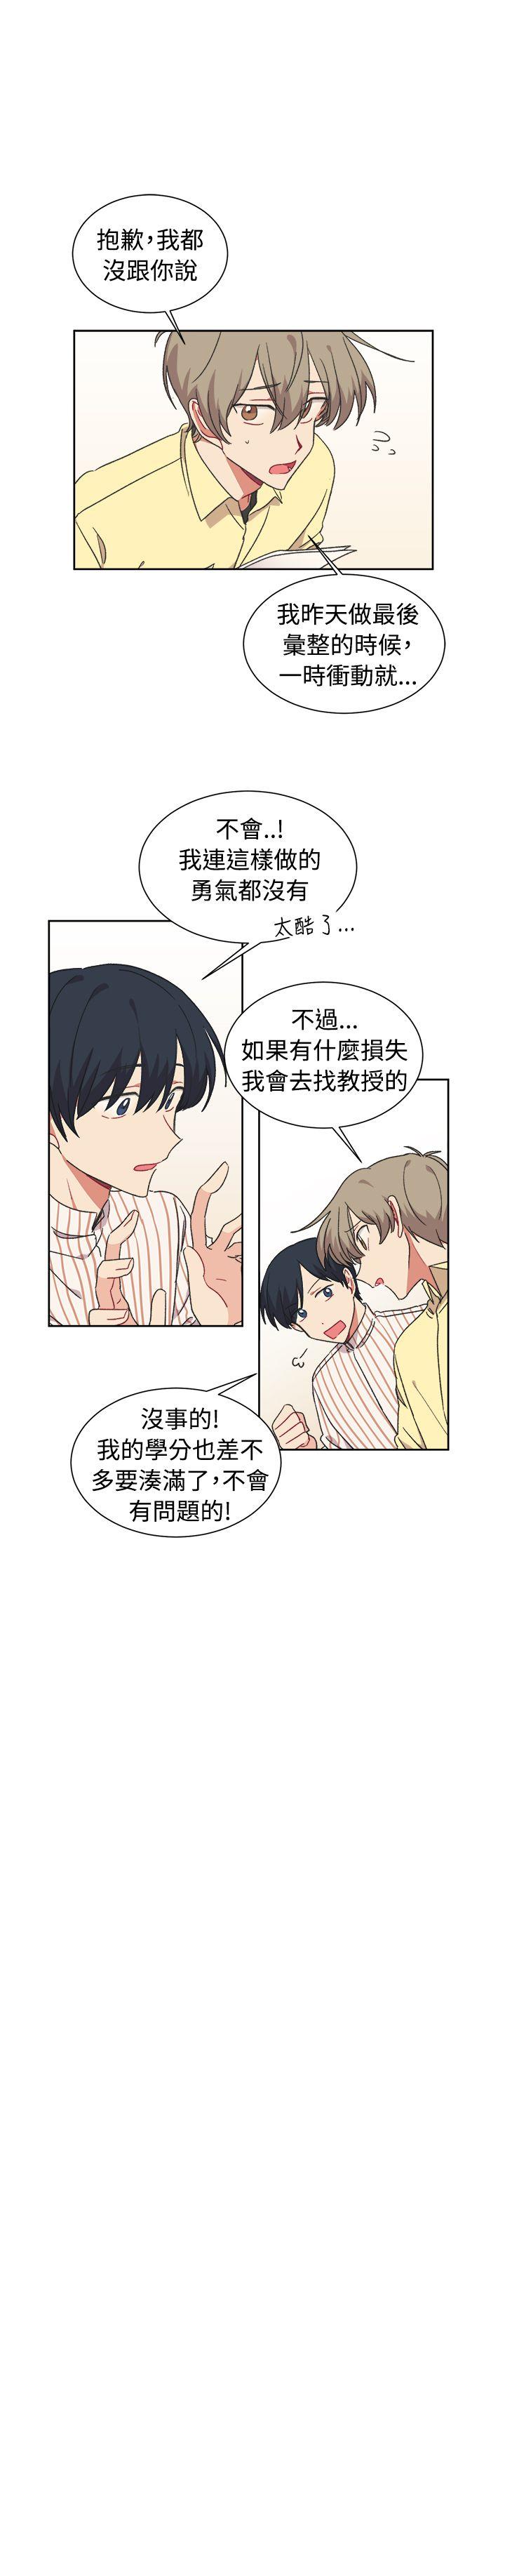 抱歉，我都
沒跟你說
我昨天做最後
彙整的時候，
一時衝動就...
不會..!
我連這樣做的
勇氣都沒有
太酷了...
不過...
如果有什麼損失
我會去找教授的
沒事的!
我的學分也差不
多要湊滿了，不會
有問題的!